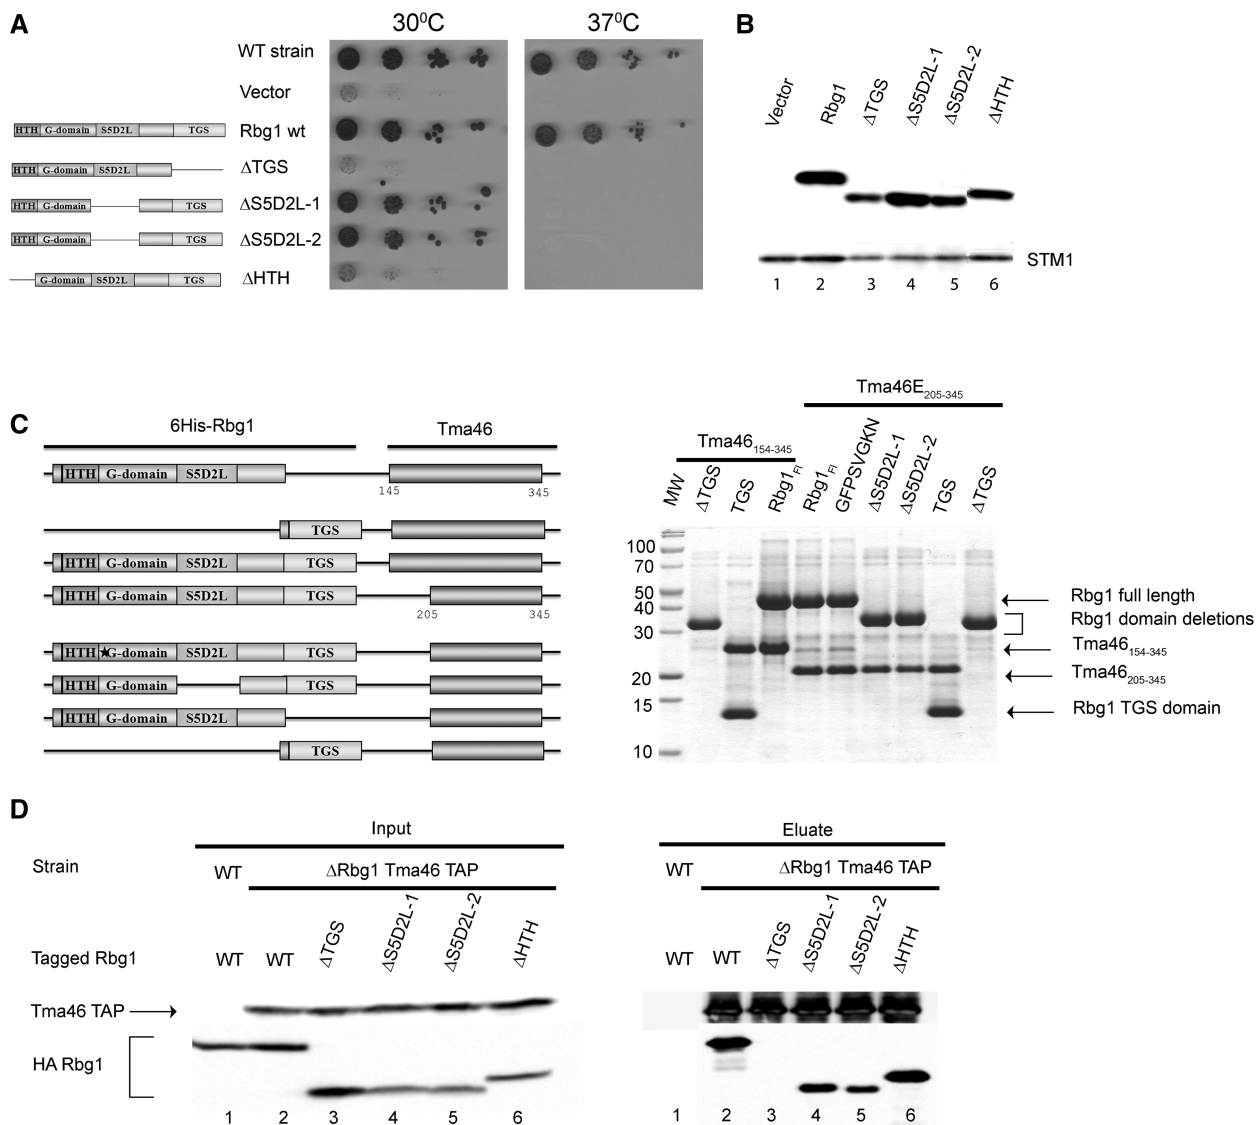 A
30⁰C
37⁰C
WT strain
Vector
HTH G-domain S5D2L TGS
Rbg1 wt
HTH G-domain S5D2L
ΔTGS
HTH G-domain TGS
ΔS5D2L-1
HTH G-domain TGS
ΔS5D2L-2
G-domain S5D2L TGS
ΔHTH
B
Vector
Rbg1
ΔTGS
ΔS5D2L-1
ΔS5D2L-2
ΔHTH
STM1
1 2 3 4 5 6
C
6His-Rbg1
Tma46
HTH G-domain S5D2L
145 345
TGS
HTH G-domain S5D2L TGS
HTH G-domain S5D2L TGS
205 345
HTH ★G-domain S5D2L TGS
HTH G-domain TGS
HTH G-domain S5D2L
TGS
Tma46E205-345
Tma46154-345
MW
ΔTGS
TGS
Rbg1Fl
Rbg1Fl
GFPSVGKN
ΔS5D2L-1
ΔS5D2L-2
TGS
ΔTGS
100
70
50
40
30
20
15
10
Rbg1 full length
Rbg1 domain deletions
Tma46154-345
Tma46205-345
Rbg1 TGS domain
D
Input
Strain
WT
ΔRbg1 Tma46 TAP
Tagged Rbg1
WT
WT
ΔTGS
ΔS5D2L-1
ΔS5D2L-2
ΔHTH
Tma46 TAP
HA Rbg1
1 2 3 4 5 6
Eluate
WT
ΔRbg1 Tma46 TAP
WT
WT
ΔTGS
ΔS5D2L-1
ΔS5D2L-2
ΔHTH
1 2 3 4 5 6